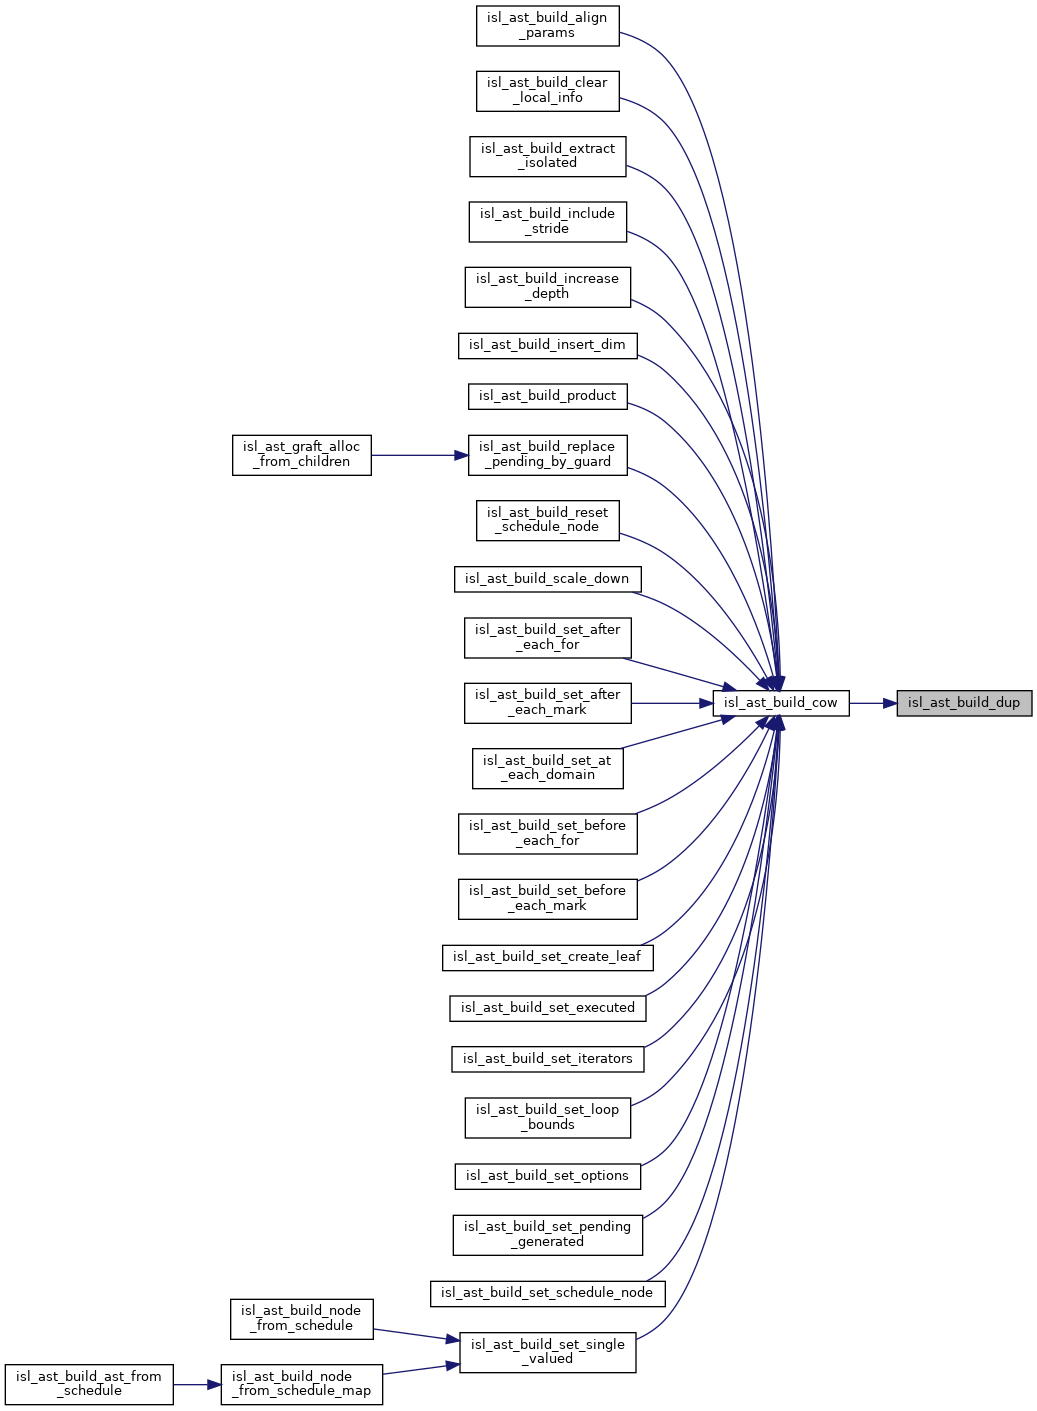 isl_ast_build_align
_params
isl_ast_build_clear
_local_info
isl_ast_build_extract
_isolated
isl_ast_build_include
_stride
isl_ast_build_increase
_depth
isl_ast_build_insert_dim
isl_ast_build_product
isl_ast_graft_alloc
_from_children
isl_ast_build_replace
_pending_by_guard
isl_ast_build_reset
_schedule_node
isl_ast_build_scale_down
isl_ast_build_set_after
_each_for
isl_ast_build_set_after
_each_mark
isl_ast_build_cow
isl_ast_build_dup
isl_ast_build_set_at
_each_domain
isl_ast_build_set_before
_each_for
isl_ast_build_set_before
_each_mark
isl_ast_build_set_create_leaf
isl_ast_build_set_executed
isl_ast_build_set_iterators
isl_ast_build_set_loop
_bounds
isl_ast_build_set_options
isl_ast_build_set_pending
_generated
isl_ast_build_set_schedule_node
isl_ast_build_node
_from_schedule
isl_ast_build_set_single
_valued
isl_ast_build_ast_from
_schedule
isl_ast_build_node
_from_schedule_map